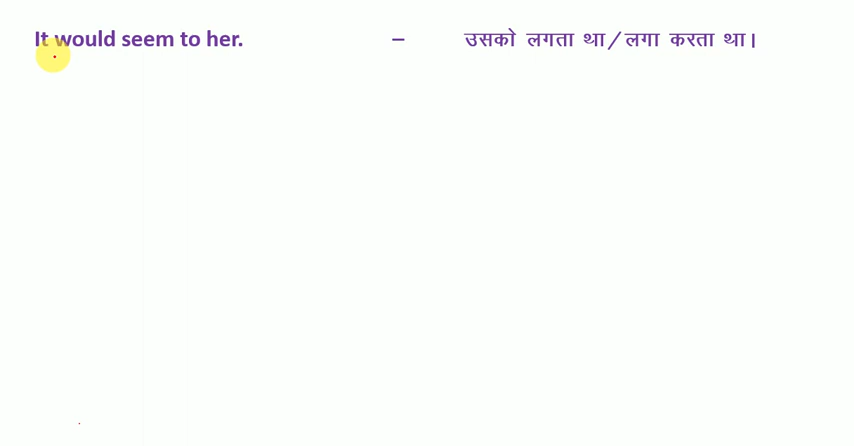 It would seem to her. – उसको लगता था/लगा करता था।